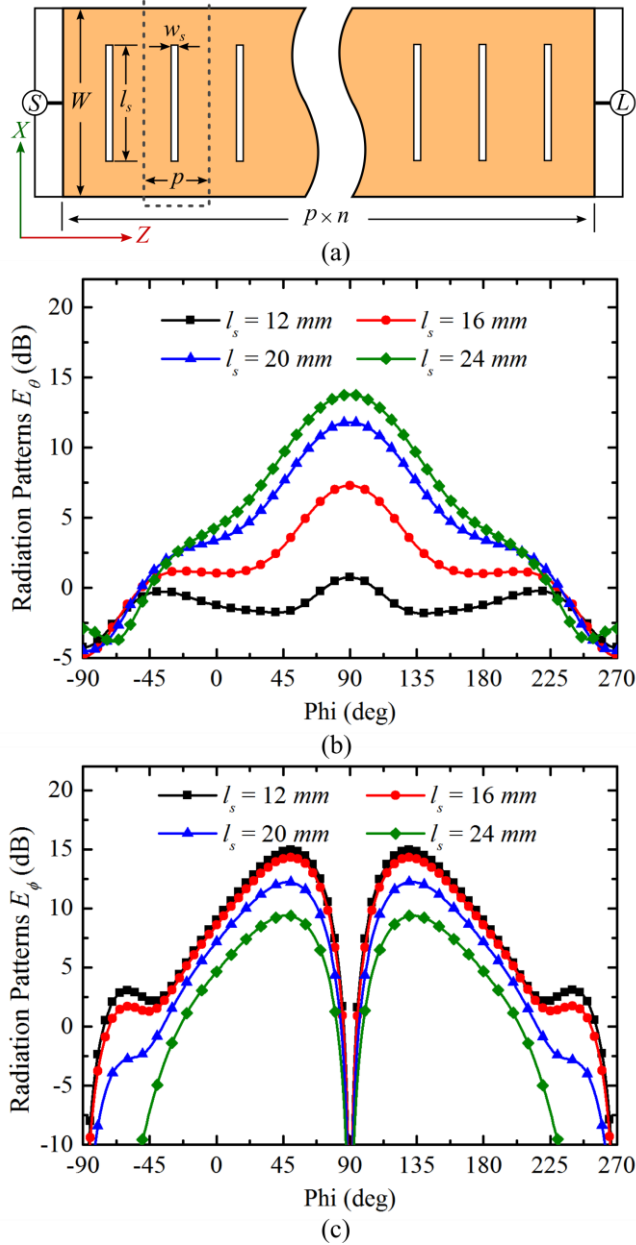 w_s
S
W
l_s
L
X
p
p × n
Z
(a)
Radiation Patterns E_θ (dB)
20
15
10
5
0
-5
l_s = 12 mm
l_s = 16 mm
l_s = 20 mm
l_s = 24 mm
-90 -45 0 45 90 135 180 225 270
Phi (deg)
(b)
Radiation Patterns E_ϕ (dB)
20
15
10
5
0
-5
-10
l_s = 12 mm
l_s = 16 mm
l_s = 20 mm
l_s = 24 mm
-90 -45 0 45 90 135 180 225 270
Phi (deg)
(c)